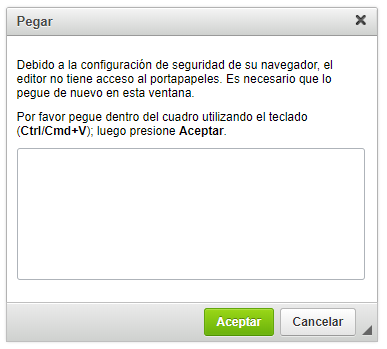 Pegar
Debido a la configuración de seguridad de su navegador, el
editor no tiene acceso al portapapeles. Es necesario que lo
pegue de nuevo en esta ventana.
Por favor pegue dentro del cuadro utilizando el teclado
(Ctrl/Cmd+V); luego presione Aceptar.
Aceptar
Cancelar